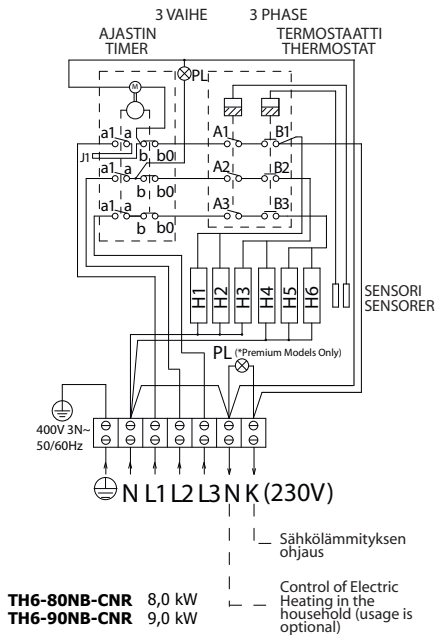 3 VAIHE 3 PHASE
AJASTIN TERMOSTAATTI
TIMER THERMOSTAT
PL
M
a1 a A1 B1
J1 b b0
a1 a A2 B2
b b0
a1 a A3 B3
b b0
H1 H2 H3 H4 H5 H6
SENSORI
SENSORER
PL (*Premium Models Only)
400V 3N~
50/60Hz
N L1 L2 L3 N K (230V)
Sähkölämmityksen
ohjaus
Control of Electric
Heating in the
household (usage is
optional)
TH6-80NB-CNR 8,0 kW
TH6-90NB-CNR 9,0 kW